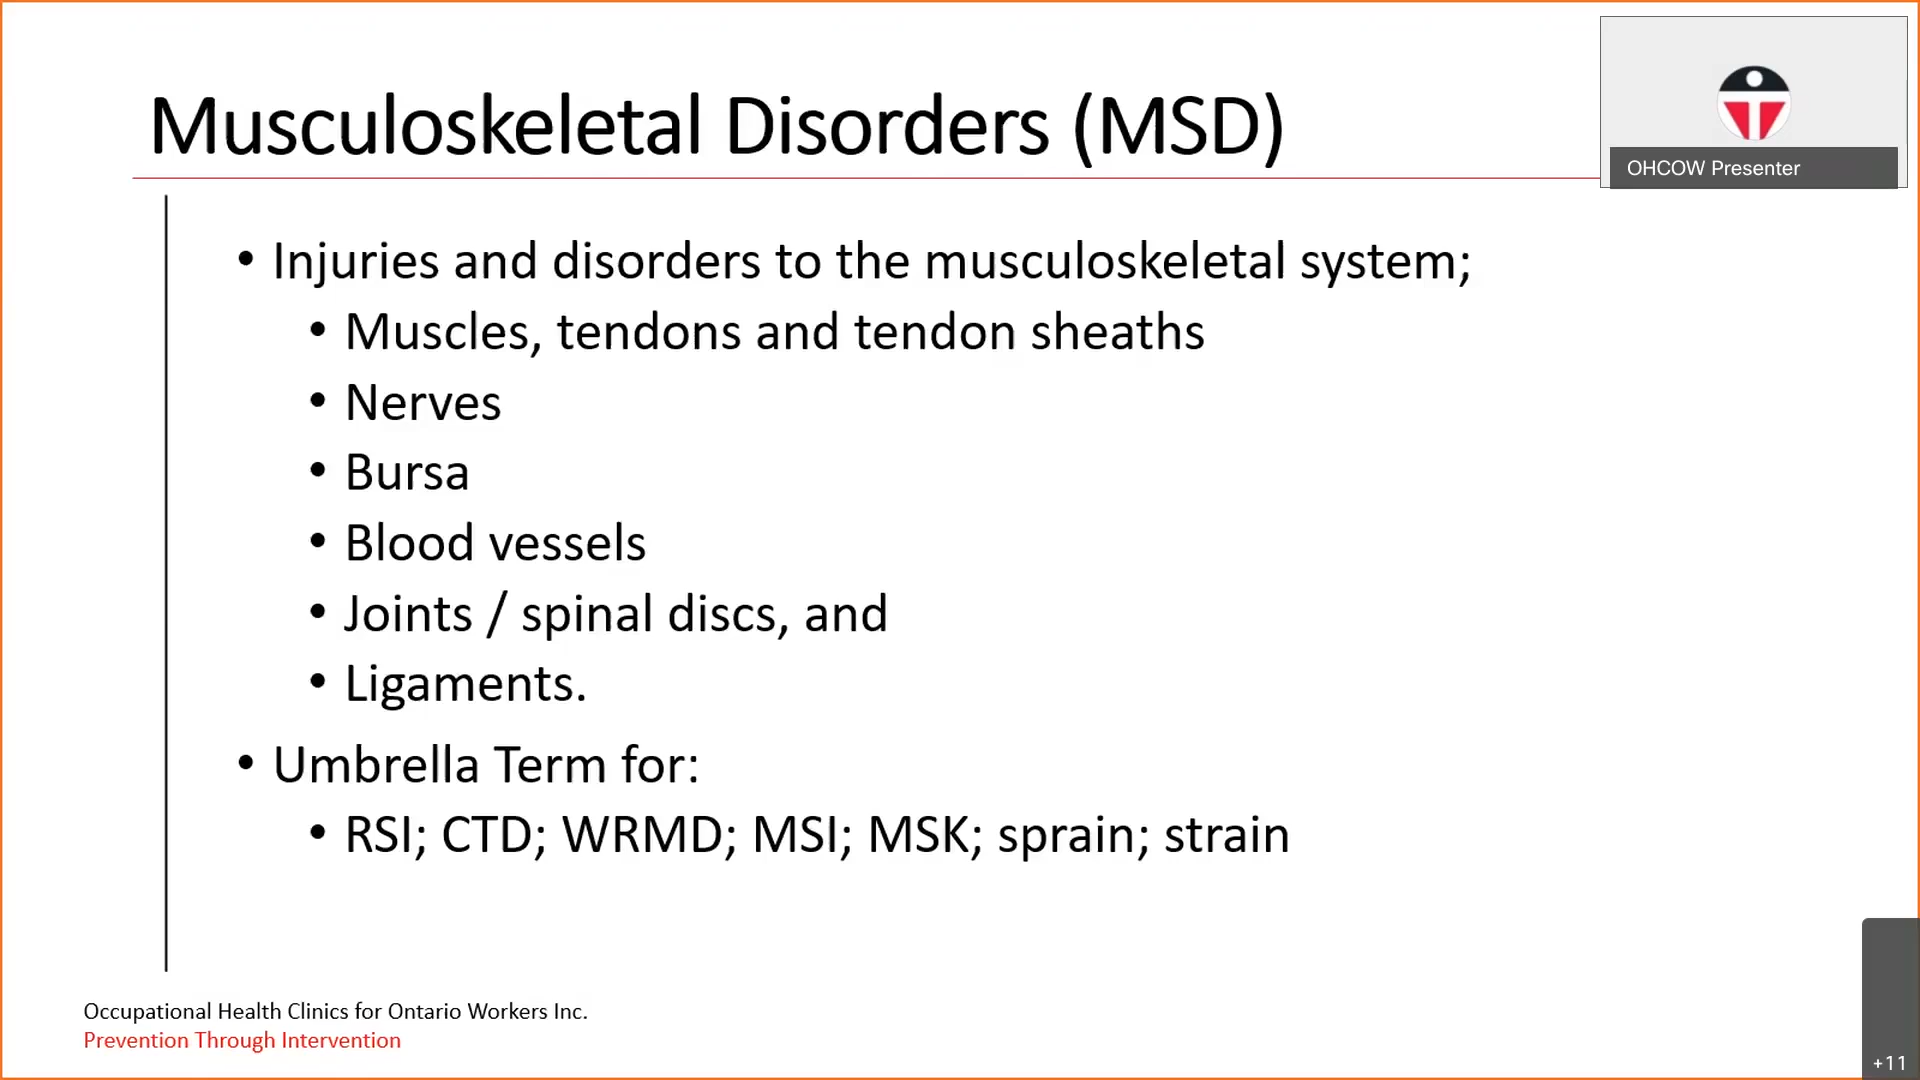 Musculoskeletal Disorders (MSD)
OHCOW Presenter
• Injuries and disorders to the musculoskeletal system;
• Muscles, tendons and tendon sheaths
• Nerves
• Bursa
• Blood vessels
• Joints / spinal discs, and
• Ligaments.
• Umbrella Term for:
• RSI; CTD; WRMD; MSI; MSK; sprain; strain
Occupational Health Clinics for Ontario Workers Inc.
Prevention Through Intervention
+11